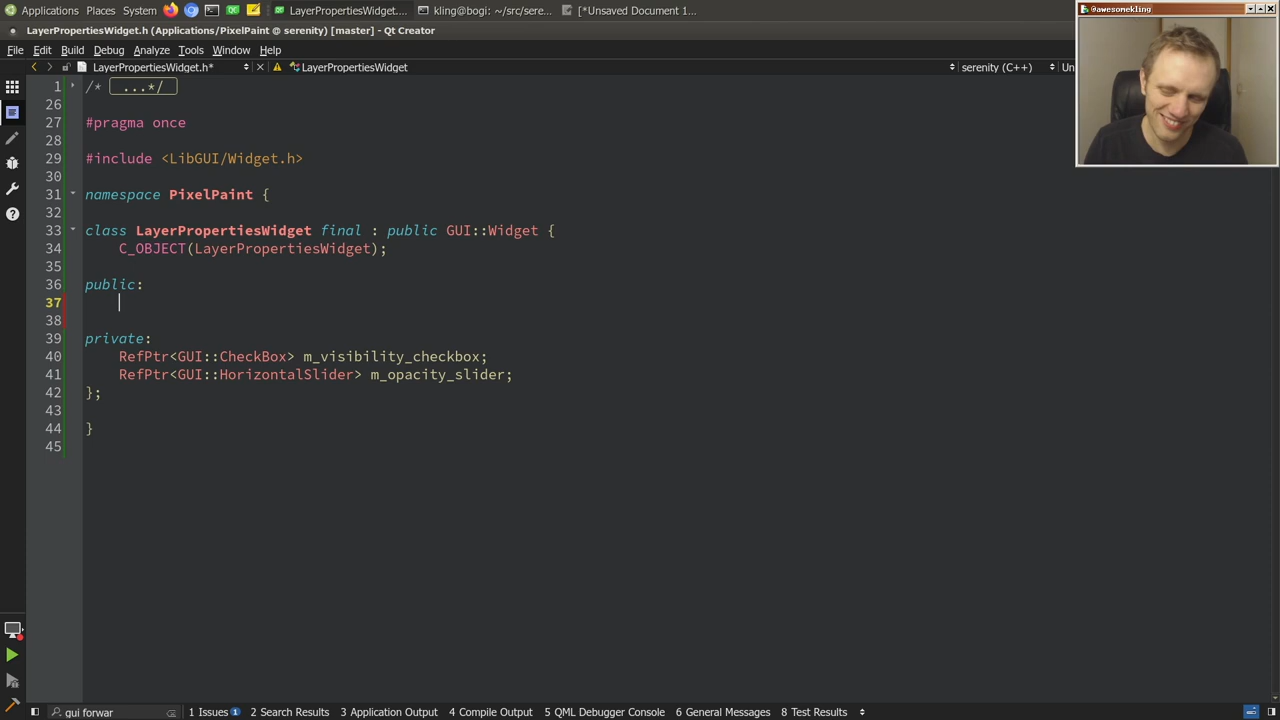 Applications Places System LayerPropertiesWidget.... kling@bogi: ~/src/sere... [*Unsaved Document 1...
@awesomekling
LayerPropertiesWidget.h (Applications/PixelPaint @ serenity) [master] - Qt Creator
File Edit Build Debug Analyze Tools Window Help
LayerPropertiesWidget.h* LayerPropertiesWidget serenity (C++) Un
1 /* ...*/
26
27 #pragma once
28
29 #include <LibGUI/Widget.h>
30
31 namespace PixelPaint {
32
33 class LayerPropertiesWidget final : public GUI::Widget {
34 C_OBJECT(LayerPropertiesWidget);
35
36 public:
37
38
39 private:
40 RefPtr<GUI::CheckBox> m_visibility_checkbox;
41 RefPtr<GUI::HorizontalSlider> m_opacity_slider;
42 };
43
44 }
45
gui forwar 1 Issues 1 2 Search Results 3 Application Output 4 Compile Output 5 QML Debugger Console 6 General Messages 8 Test Results